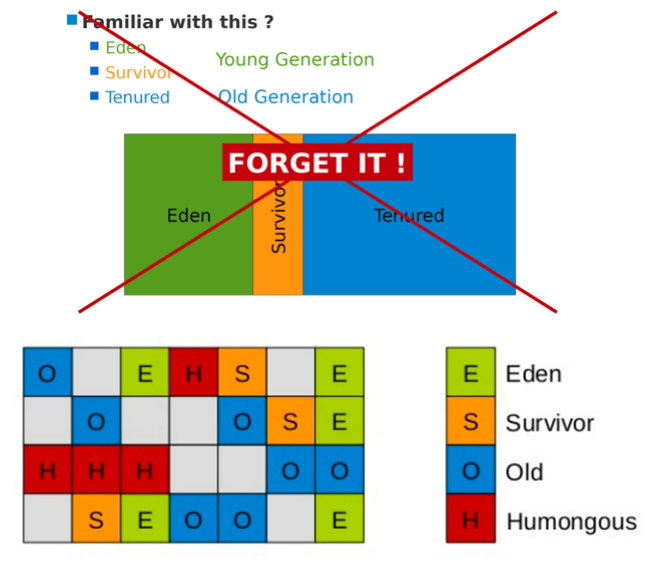 Familiar with this ?
Eden
Survivor
Tenured
Young Generation
Old Generation
FORGET IT !
Eden
Survivor
Tenured
O E H S E
O O S E
H H H O O
S E O O E
E Eden
S Survivor
O Old
H Humongous